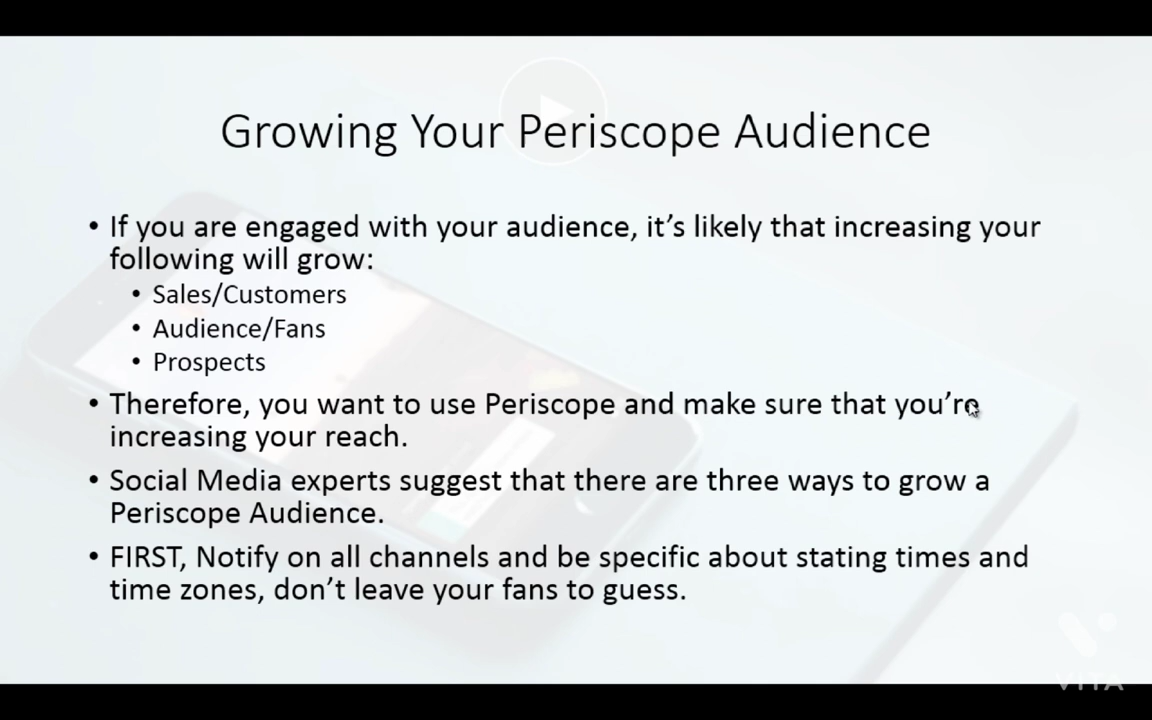 Growing Your Periscope Audience
• If you are engaged with your audience, it’s likely that increasing your
following will grow:
• Sales/Customers
• Audience/Fans
• Prospects
• Therefore, you want to use Periscope and make sure that you’re
increasing your reach.
• Social Media experts suggest that there are three ways to grow a
Periscope Audience.
• FIRST, Notify on all channels and be specific about stating times and
time zones, don’t leave your fans to guess.
VITA